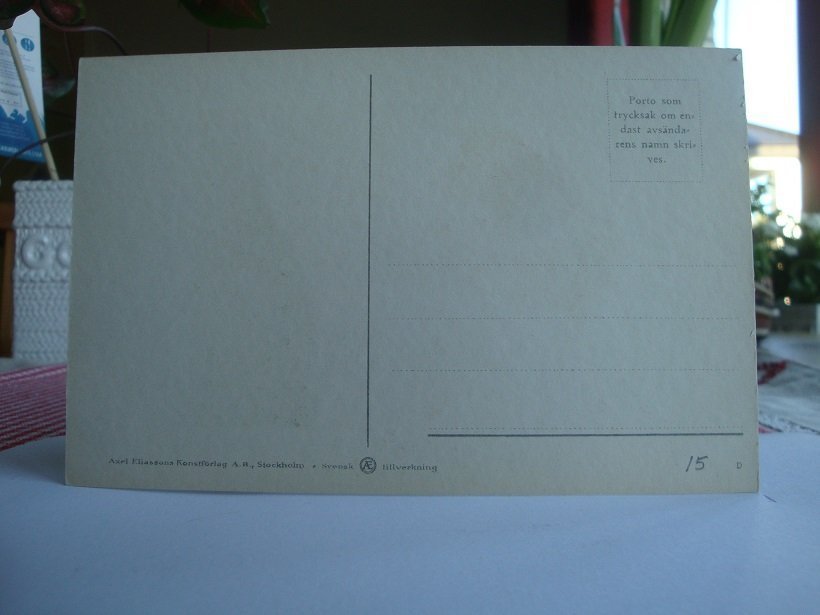 Porto som
trycksak om en-
dast avsända-
rens namn skri-
ves.
Axel Eliassons Konstförlag A.B., Stockholm • Svensk Æ tillverkning
15
D